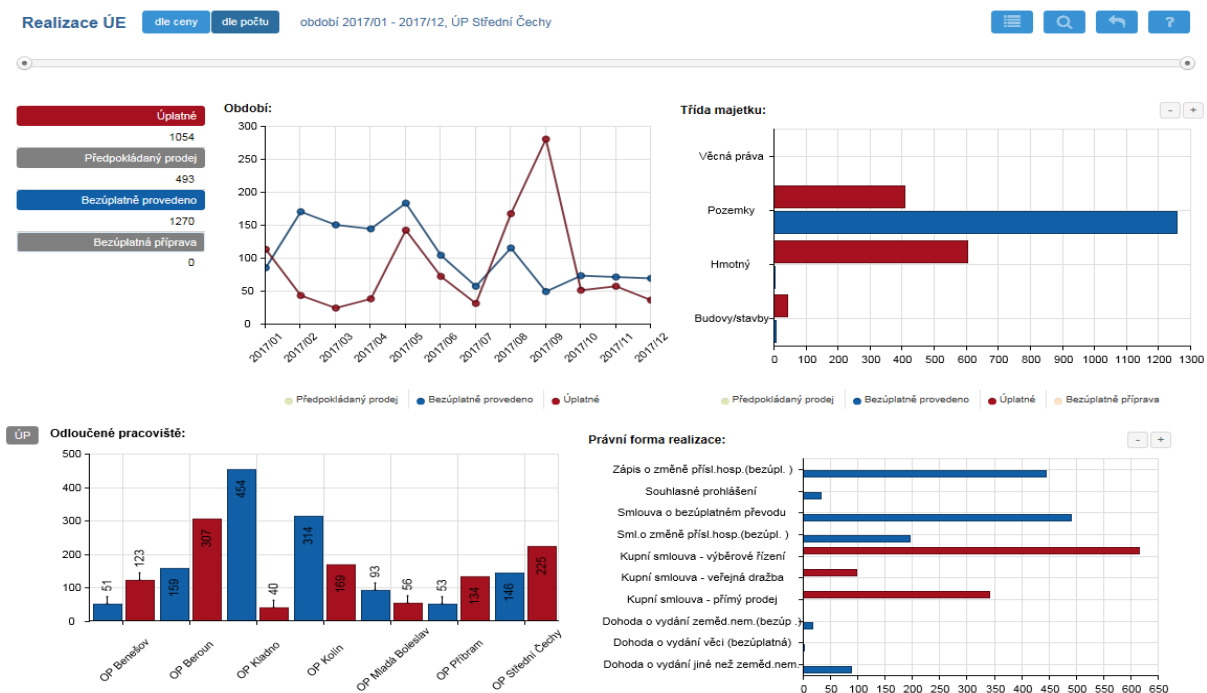 Realizace ÚE
dle ceny
dle počtu
období 2017/01 - 2017/12, ÚP Střední Čechy
?
Úplatné
1054
Předpokládaný prodej
493
Bezúplatně provedeno
1270
Bezúplatná příprava
0
Období:
300
250
200
150
100
50
0
2017/01
2017/02
2017/03
2017/04
2017/05
2017/06
2017/07
2017/08
2017/09
2017/10
2017/11
2017/12
Předpokládaný prodej
Bezúplatně provedeno
Úplatné
Třída majetku:
-
+
Věcná práva
Pozemky
Hmotný
Budovy/stavby
0 100 200 300 400 500 600 700 800 900 1000 1100 1200 1300
Předpokládaný prodej
Bezúplatně provedeno
Úplatné
Bezúplatně příprava
ÚP
Odloučené pracoviště:
500
400
300
200
100
0
51
123
159
307
454
40
314
169
93
56
53
134
146
225
OP Benešov
OP Beroun
OP Kladno
OP Kolín
OP Mladá Boleslav
OP Příbram
OP Střední Čechy
Právní forma realizace:
-
+
Zápis o změně přísl.hosp.(bezúpl. )
Souhlasné prohlášení
Smlouva o bezúplatném převodu
Sml.o změně přísl.hosp.(bezúpl. )
Kupní smlouva - výběrové řízení
Kupní smlouva - veřejná dražba
Kupní smlouva - přímý prodej
Dohoda o vydání zeměd.nem.(bezúp .)
Dohoda o vydání věci (bezúplatná)
Dohoda o vydání jiné než zeměd.nem.
0 50 100 150 200 250 300 350 400 450 500 550 600 650